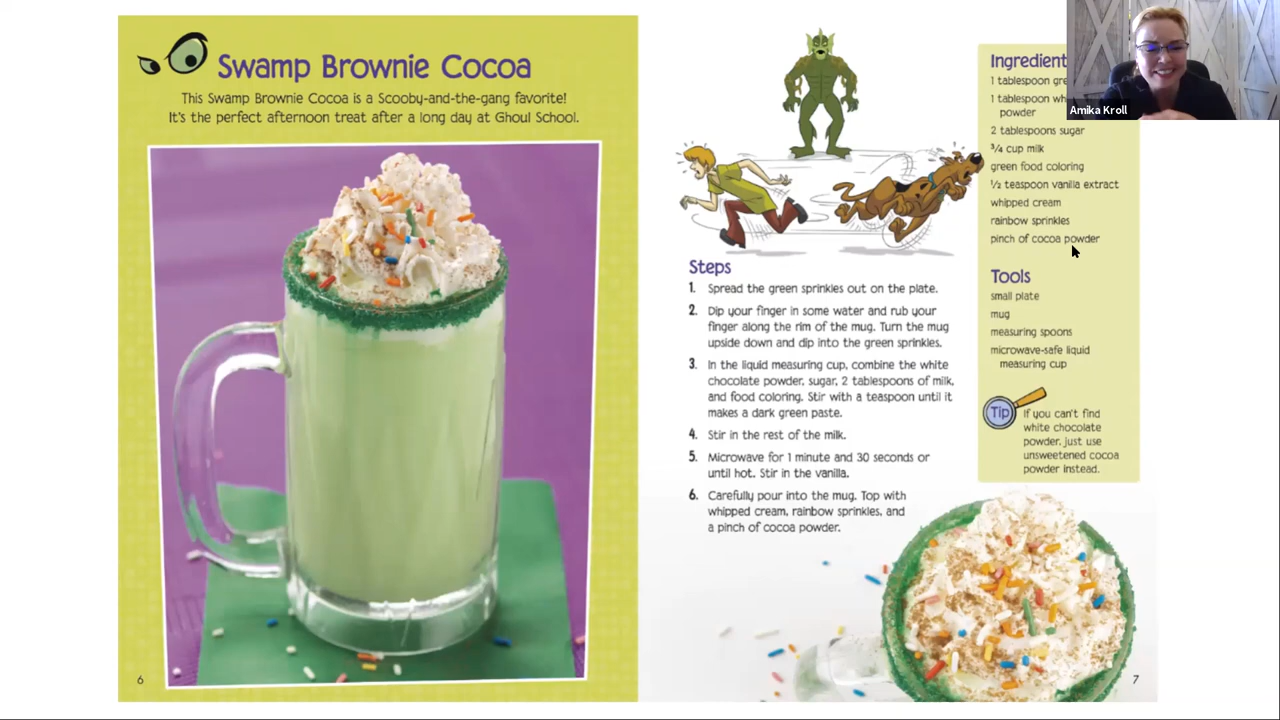 Swamp Brownie Cocoa
This Swamp Brownie Cocoa is a Scooby-and-the-gang favorite!
It's the perfect afternoon treat after a long day at Ghoul School.
6
Steps
1. Spread the green sprinkles out on the plate.
2. Dip your finger in some water and rub your
finger along the rim of the mug. Turn the mug
upside down and dip into the green sprinkles.
3. In the liquid measuring cup, combine the white
chocolate powder, sugar, 2 tablespoons of milk,
and food coloring. Stir with a teaspoon until it
makes a dark green paste.
4. Stir in the rest of the milk.
5. Microwave for 1 minute and 30 seconds or
until hot. Stir in the vanilla.
6. Carefully pour into the mug. Top with
whipped cream, rainbow sprinkles, and
a pinch of cocoa powder.
Ingredient
1 tablespoon gre
1 tablespoon wh
powder
2 tablespoons sugar
¾ cup milk
green food coloring
½ teaspoon vanilla extract
whipped cream
rainbow sprinkles
pinch of cocoa powder
Tools
small plate
mug
measuring spoons
microwave-safe liquid
measuring cup
Tip
If you can't find
white chocolate
powder, just use
unsweetened cocoa
powder instead.
7
Amika Kroll